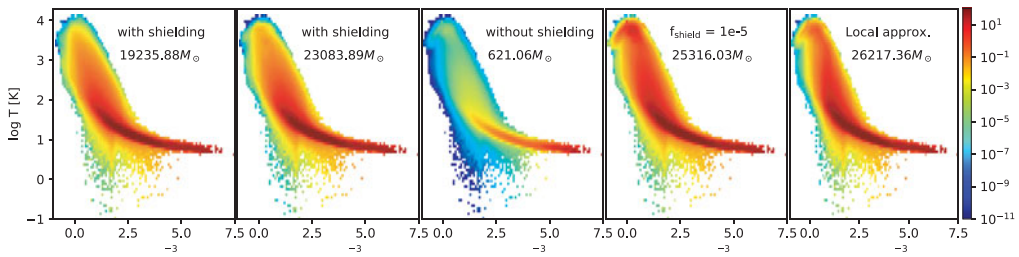 with shielding
19235.88M⊙
with shielding
23083.89M⊙
without shielding
621.06M⊙
f_shield = 1e-5
25316.03M⊙
Local approx.
26217.36M⊙
log T [K]
4
3
2
1
0
−1
0.0 2.5 5.0 7.5
0.0 2.5 5.0 7.5
0.0 2.5 5.0 7.5
0.0 2.5 5.0 7.5
0.0 2.5 5.0 7.5
−3
−3
−3
−3
−3
10^1
10^−1
10^−3
10^−5
10^−7
10^−9
10^−11